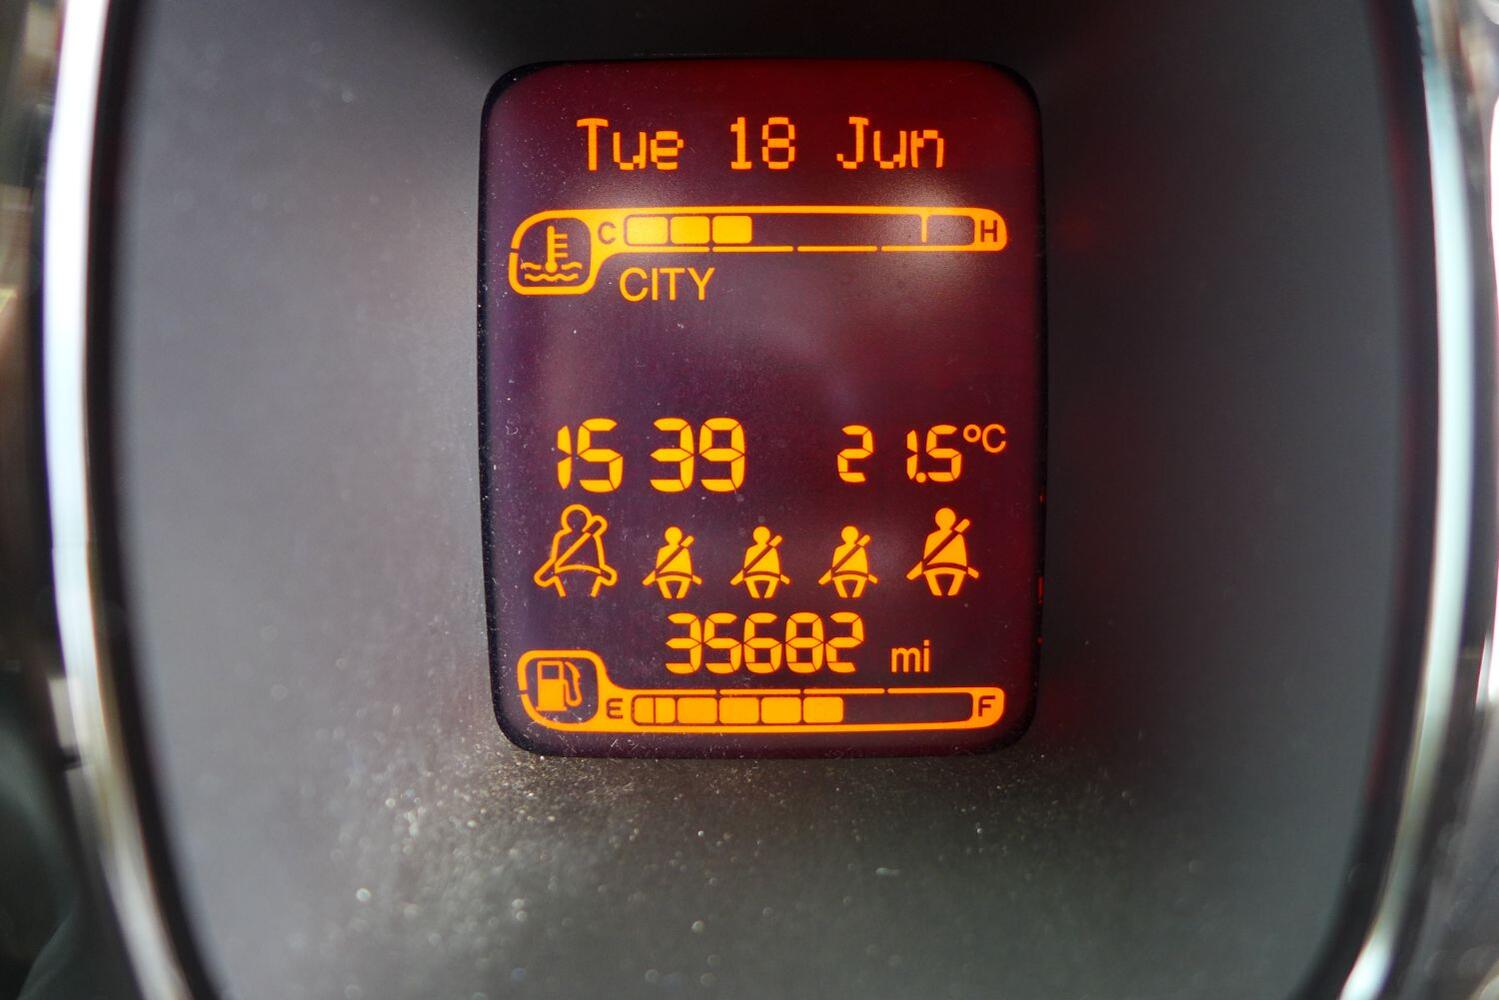 Tue 18 Jun
C H
CITY
15 39 21.5°C
35682 mi
E F